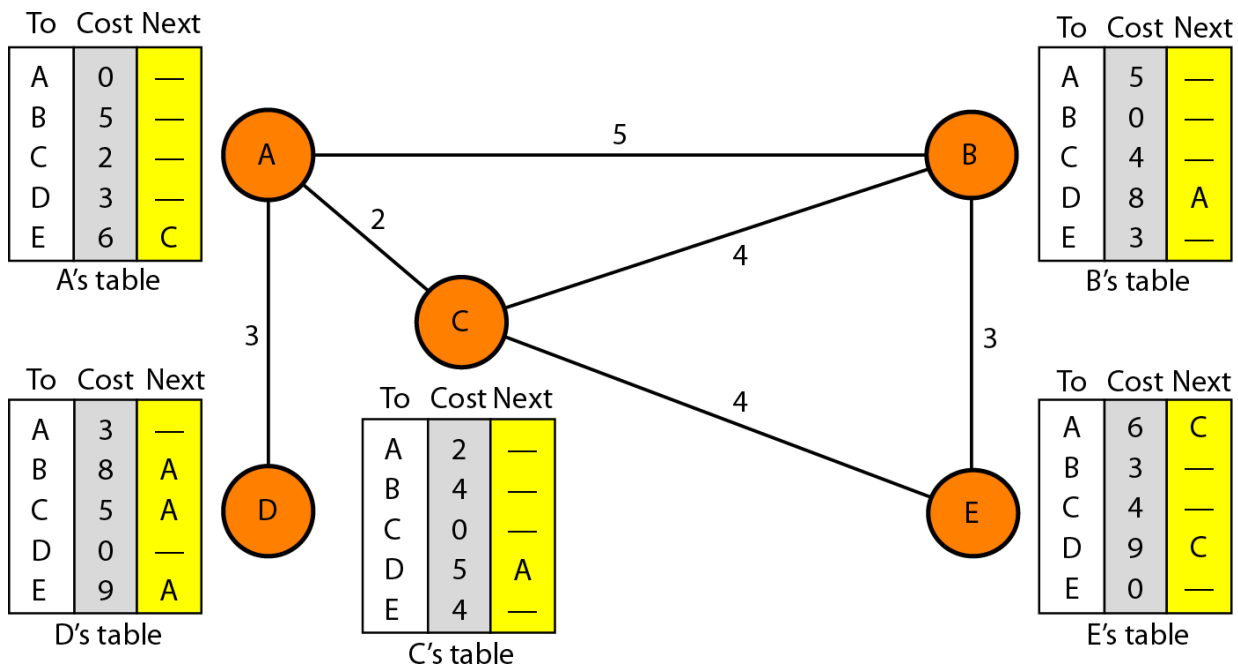 To Cost Next
A 0 —
B 5 —
C 2 —
D 3 —
E 6 C
A's table
To Cost Next
A 5 —
B 0 —
C 4 —
D 8 A
E 3 —
B's table
A
5
B
2
4
C
3
3
4
D
E
To Cost Next
A 3 —
B 8 A
C 5 A
D 0 —
E 9 A
D's table
To Cost Next
A 2 —
B 4 —
C 0 —
D 5 A
E 4 —
C's table
To Cost Next
A 6 C
B 3 —
C 4 —
D 9 C
E 0 —
E's table